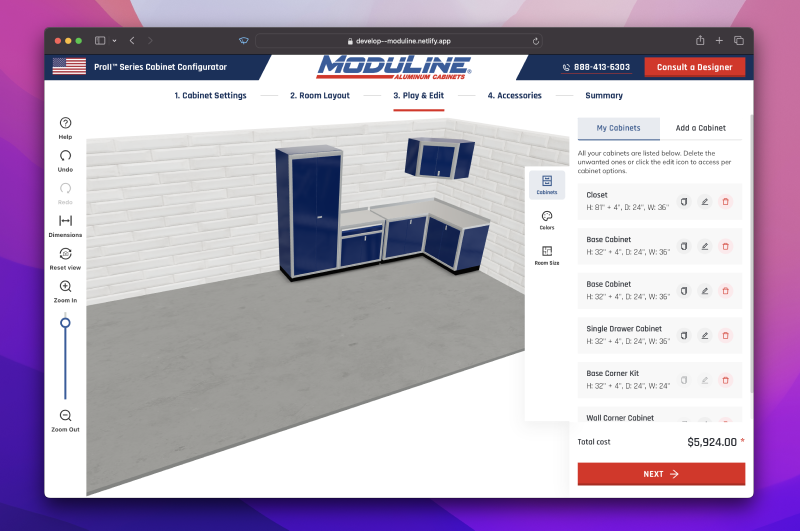 develop--moduline.netlify.app
ProII™ Series Cabinet Configurator
MODULINE®
ALUMINUM CABINETS
888-413-6303
Consult a Designer
1. Cabinet Settings
2. Room Layout
3. Play & Edit
4. Accessories
Summary
Help
Undo
Redo
Dimensions
Reset view
Zoom In
Zoom Out
Cabinets
Colors
Room Size
My Cabinets
Add a Cabinet
All your cabinets are listed below. Delete the
unwanted ones or click the edit icon to access per
cabinet options.
Closet
H: 81" + 4", D: 24", W: 36"
Base Cabinet
H: 32" + 4", D: 24", W: 36"
Base Cabinet
H: 32" + 4", D: 24", W: 36"
Single Drawer Cabinet
H: 32" + 4", D: 24", W: 36"
Base Corner Kit
H: 32" + 4", D: 24", W: 24"
Wall Corner Cabinet
Total cost
$5,924.00 *
NEXT